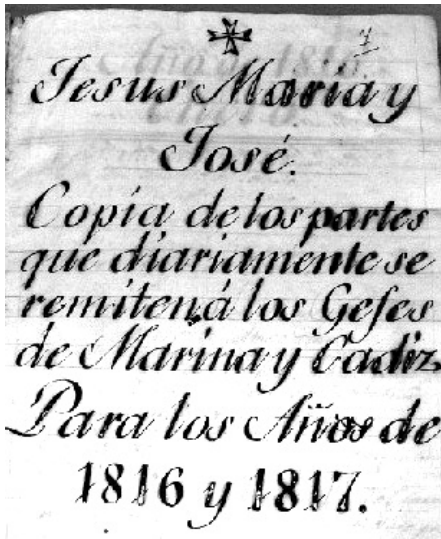 Jesus María y
José.
Copia de los partes
que diariamente se
remiten á los Gefes
de Marina y Cadiz
Para los Años de
1816 y 1817.